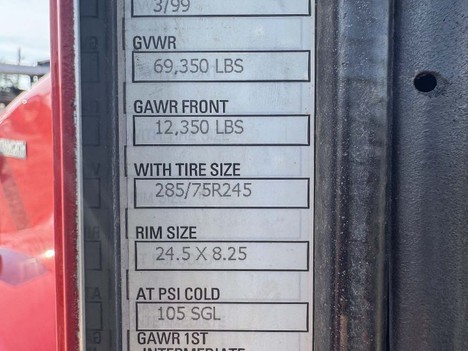 3/99
GVWR
69,350 LBS
GAWR FRONT
12,350 LBS
WITH TIRE SIZE
285/75R245
RIM SIZE
24.5 X 8.25
AT PSI COLD
105 SGL
GAWR 1ST
INTERMEDIATE